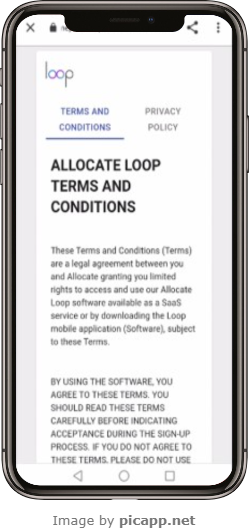 loop
TERMS AND
CONDITIONS
PRIVACY
POLICY
ALLOCATE LOOP
TERMS AND
CONDITIONS
These Terms and Conditions (Terms)
are a legal agreement between you
and Allocate granting you limited
rights to access and use our Allocate
Loop software available as a SaaS
service or by downloading the Loop
mobile application (Software), subject
to these Terms.
BY USING THE SOFTWARE, YOU
AGREE TO THESE TERMS. YOU
SHOULD READ THESE TERMS
CAREFULLY BEFORE INDICATING
ACCEPTANCE DURING THE SIGN-UP
PROCESS. IF YOU DO NOT AGREE TO
THESE TERMS, PLEASE DO NOT USE
Image by picapp.net